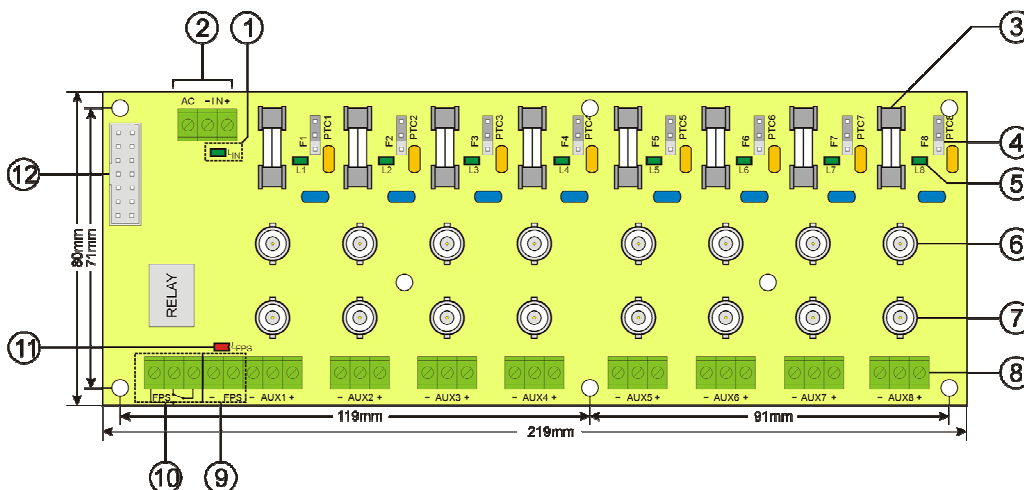 2 1 3
AC -IN+
LIN
F1 PTC1 F2 PTC2 F3 PTC3 F4 PTC4 F5 PTC5 F6 PTC6 F7 PTC7 F8 PTC8
4
L1 L2 L3 L4 L5 L6 L7 L8
5
12
6
80mm
71mm
RELAY
7
11
LFPS
8
FPS - FPS - AUX1 + - AUX2 + - AUX3 + - AUX4 + - AUX5 + - AUX6 + - AUX7 + - AUX8 +
119mm 91mm
219mm
10 9